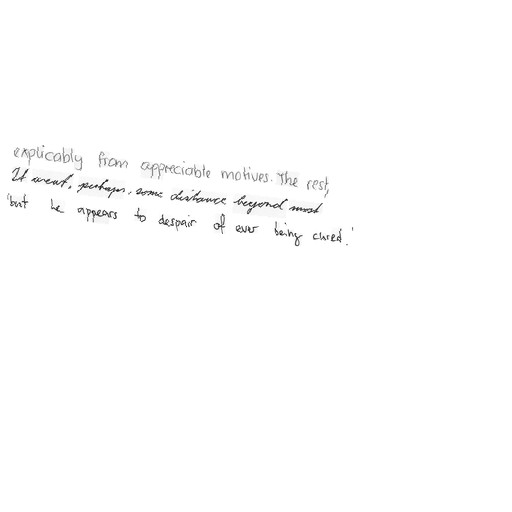 explicably from appreciable motives. The rest,
It went, perhaps, some distance beyond most
'but he appears to despair of ever being cured.'